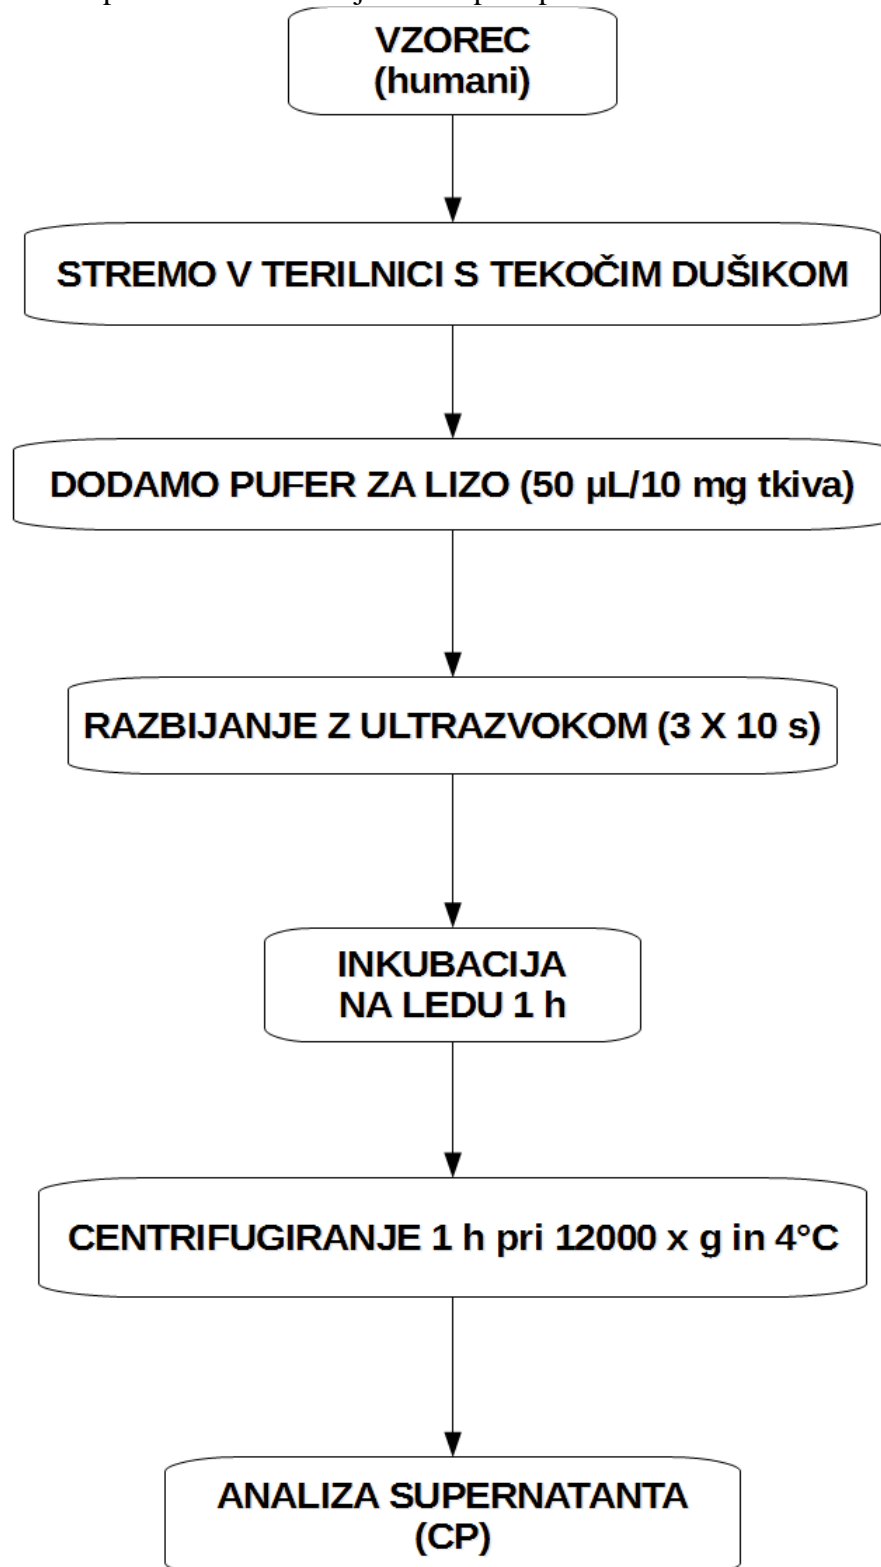 VZOREC
(humani)
STREMO V TERILNICI S TEKOČIM DUŠIKOM
DODAMO PUFER ZA LIZO (50 µL/10 mg tkiva)
RAZBIJANJE Z ULTRAZVOKOM (3 X 10 s)
INKUBACIJA
NA LEDU 1 h
CENTRIFUGIRANJE 1 h pri 12000 x g in 4°C
ANALIZA SUPERNATANTA
(CP)